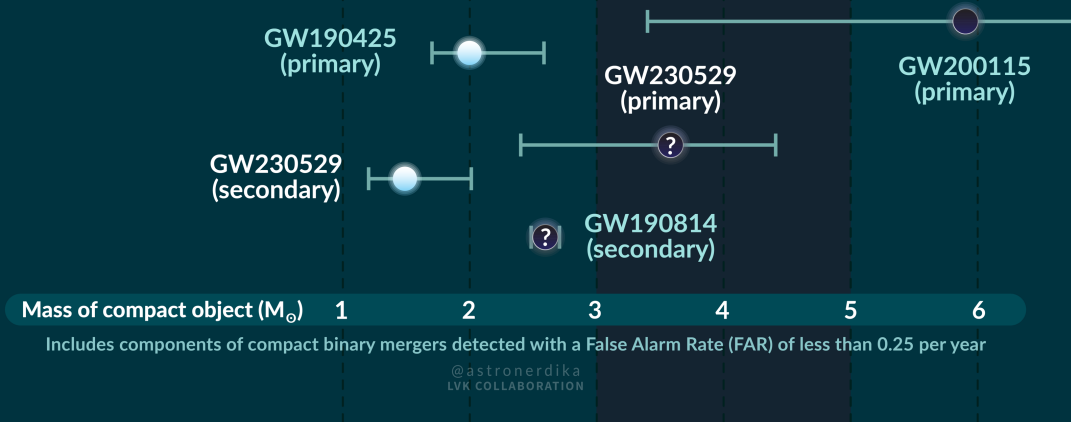 GW190425
(primary)
GW230529
(primary)
GW200115
(primary)
?
GW230529
(secondary)
?
GW190814
(secondary)
Mass of compact object (M☉) 1 2 3 4 5 6
Includes components of compact binary mergers detected with a False Alarm Rate (FAR) of less than 0.25 per year
@astronerdika
LVK COLLABORATION